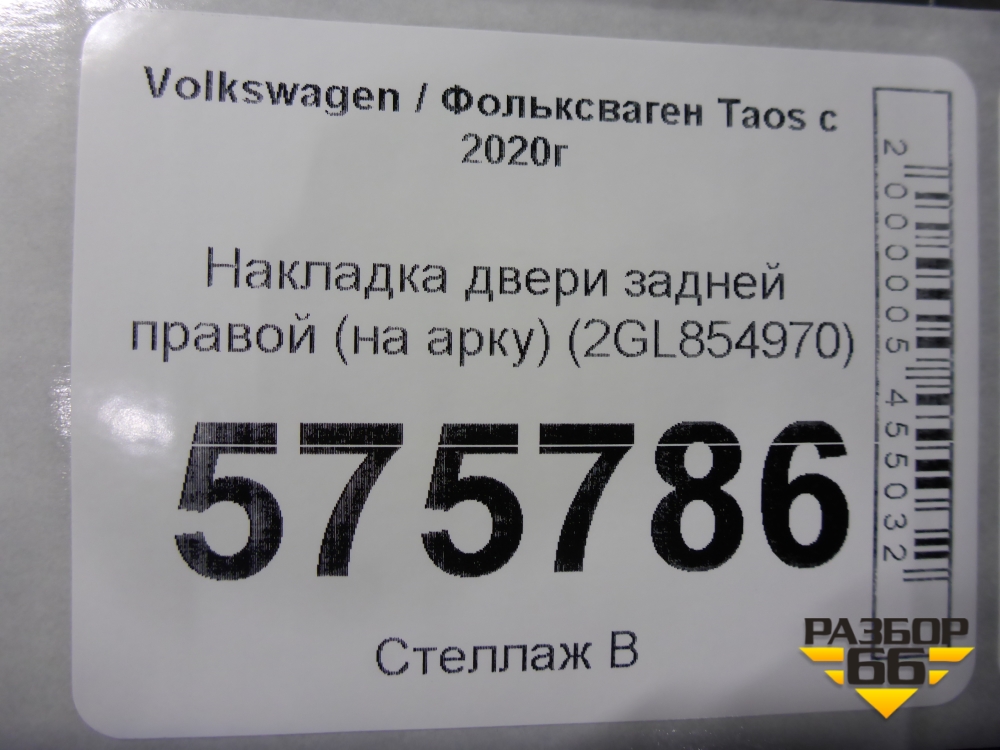 Volkswagen / Фольксваген Taos с
2020г
Накладка двери задней
правой (на арку) (2GL854970)
575786
Стеллаж В
2000005455032
РАЗБОР
66